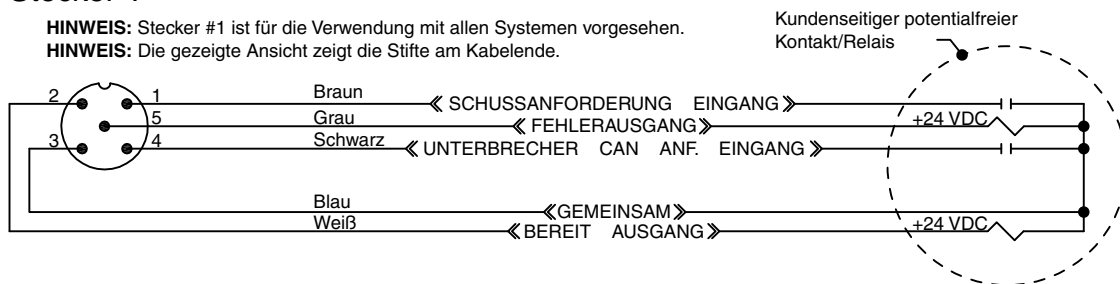 HINWEIS: Stecker #1 ist für die Verwendung mit allen Systemen vorgesehen.
HINWEIS: Die gezeigte Ansicht zeigt die Stifte am Kabelende.
Kundenseitiger potentialfreier
Kontakt/Relais
2 1 Braun SCHUSSANFORDERUNG EINGANG
5 Grau FEHLERAUSGANG +24 VDC
3 4 Schwarz UNTERBRECHER CAN ANF. EINGANG
Blau GEMEINSAM
Weiß BEREIT AUSGANG +24 VDC